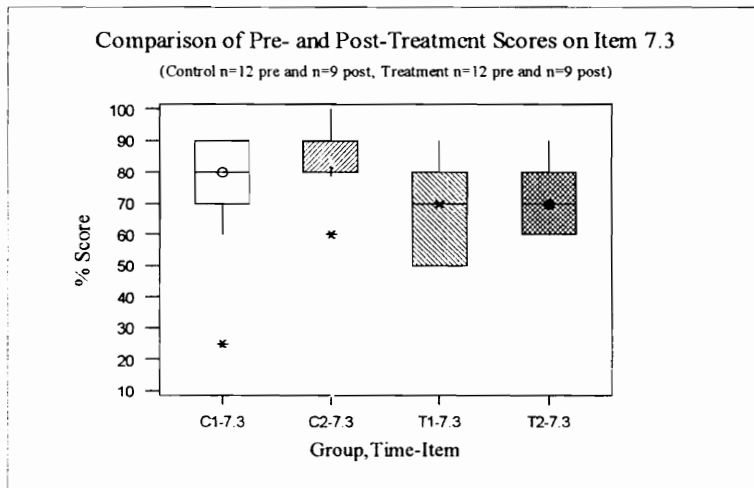 Comparison of Pre- and Post-Treatment Scores on Item 7.3
(Control n=12 pre and n=9 post, Treatment n=12 pre and n=9 post)
100
90
80
70
60
50
40
30
20
10
% Score
C1-7.3 C2-7.3 T1-7.3 T2-7.3
Group,Time-Item